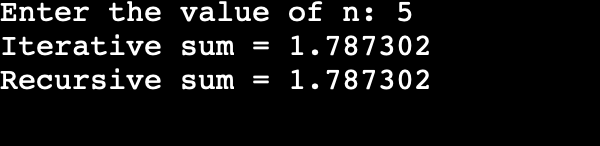 Enter the value of n: 5
Iterative sum = 1.787302
Recursive sum = 1.787302